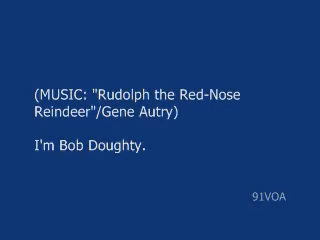 (MUSIC: "Rudolph the Red-Nose
Reindeer"/Gene Autry)
I'm Bob Doughty.
91VOA